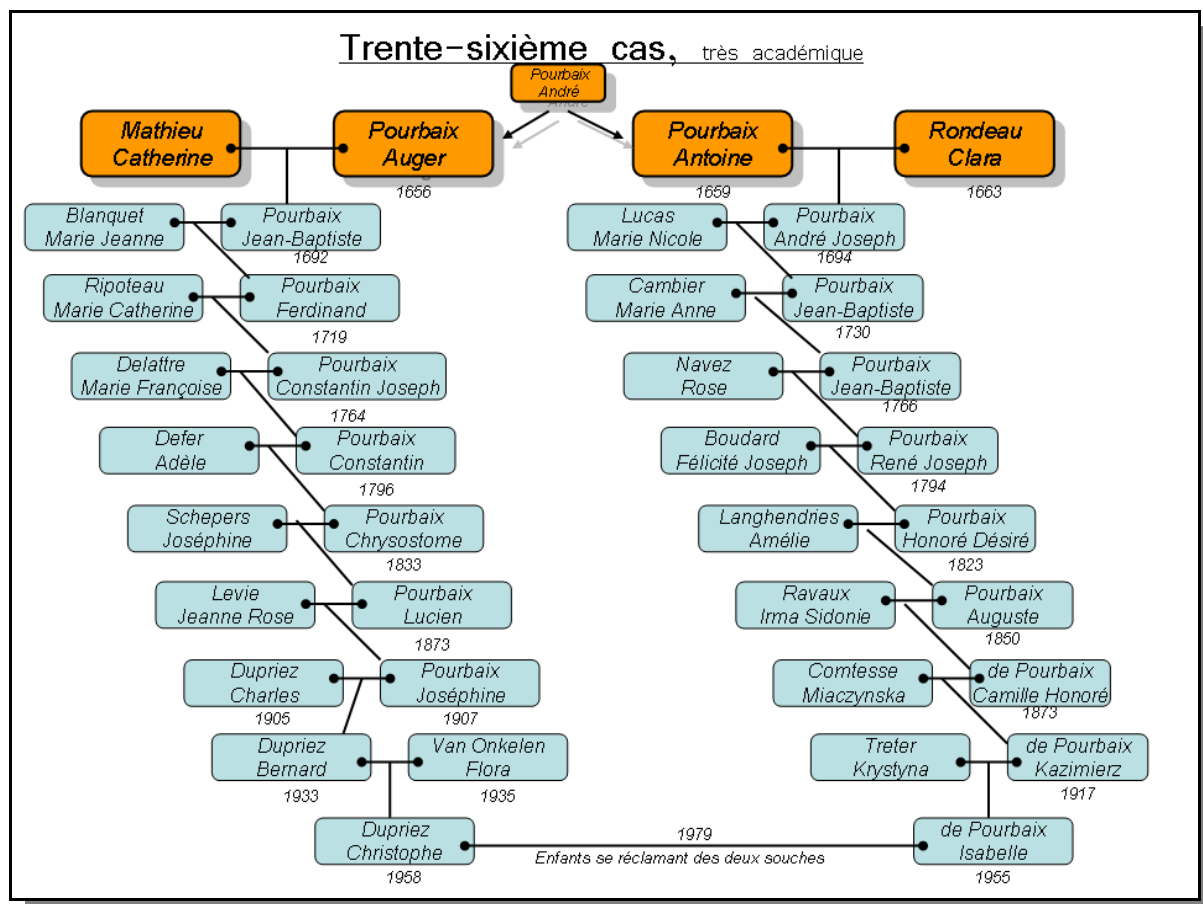 Trente-sixième cas, très académique
Pourbaix
André
Mathieu
Catherine
Pourbaix
Auger
Pourbaix
Antoine
Rondeau
Clara
1656
1659
1663
Blanquet
Marie Jeanne
Pourbaix
Jean-Baptiste
1692
Lucas
Marie Nicole
Pourbaix
André Joseph
1694
Ripoteau
Marie Catherine
Pourbaix
Ferdinand
1719
Cambier
Marie Anne
Pourbaix
Jean-Baptiste
1730
Delattre
Marie Françoise
Pourbaix
Constantin Joseph
1764
Navez
Rose
Pourbaix
Jean-Baptiste
1766
Defer
Adèle
Pourbaix
Constantin
1796
Boudard
Félicité Joseph
Pourbaix
René Joseph
1794
Schepers
Joséphine
Pourbaix
Chrysostome
1833
Langhendries
Amélie
Pourbaix
Honoré Désiré
1823
Levie
Jeanne Rose
Pourbaix
Lucien
1873
Ravaux
Irma Sidonie
Pourbaix
Auguste
1850
Dupriez
Charles
1905
Pourbaix
Joséphine
1907
Comtesse
Miaczynska
de Pourbaix
Camille Honoré
1873
Dupriez
Bernard
1933
Van Onkelen
Flora
1935
Treter
Krystyna
de Pourbaix
Kazimierz
1917
Dupriez
Christophe
1958
1979
Enfants se réclamant des deux souches
de Pourbaix
Isabelle
1955